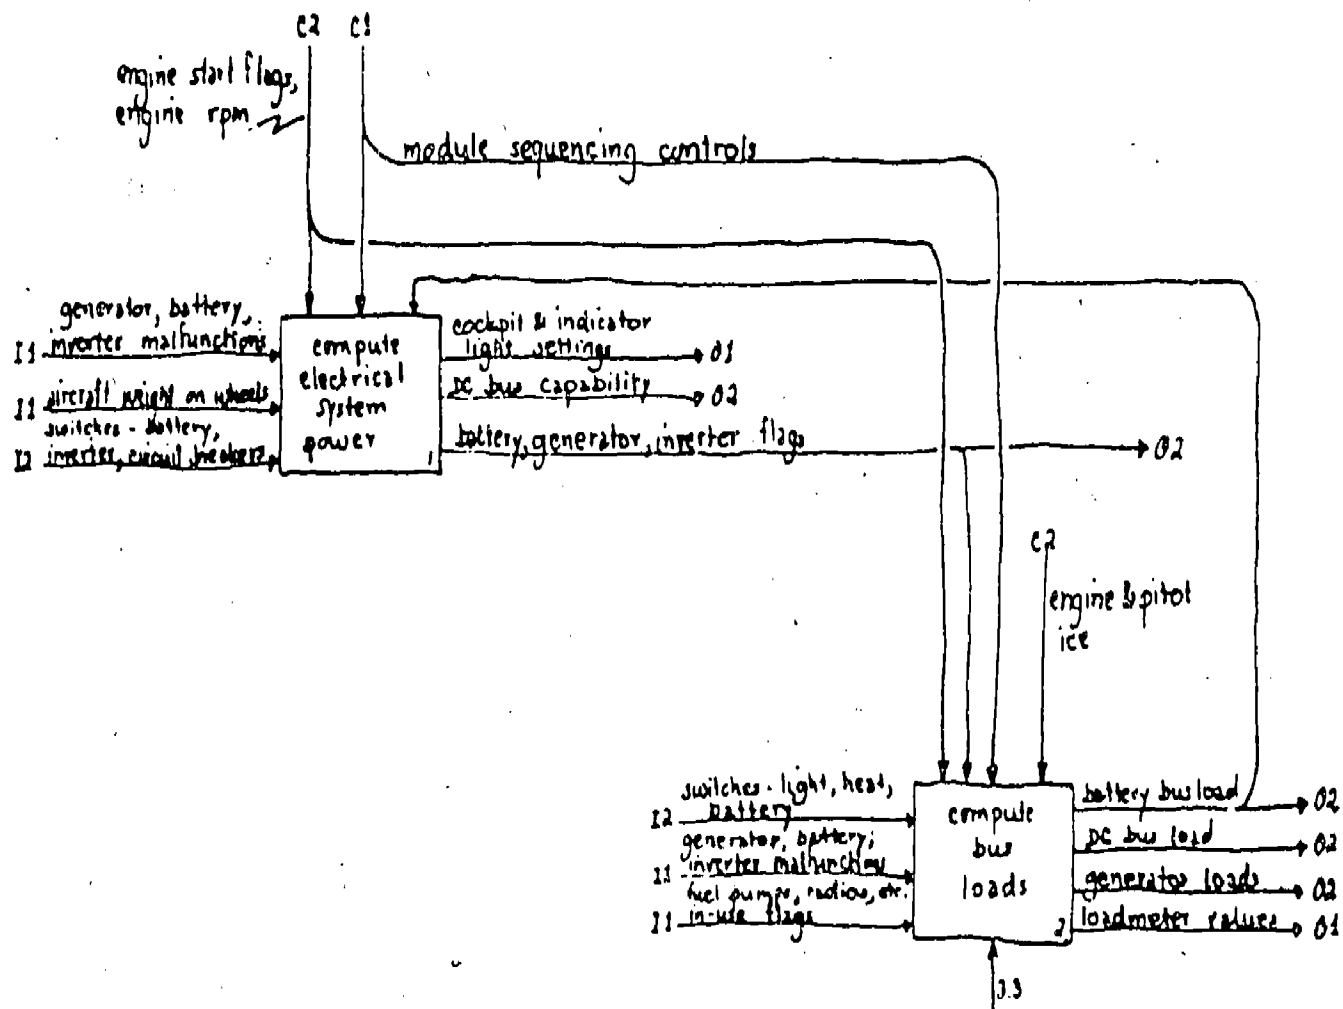 C2 C1
engine start flags,
engine rpm
module sequencing controls
generator, battery,
I1 inverter malfunctions
I1 aircraft weight on wheels
switches - battery,
I2 inverter, circuit breakers
compute
electrical
system
power
1
cockpit & indicator
light settings O1
DC bus capability O2
battery, generator, inverter flags O2
C2
engine & pitot
ice
switches - light, heat,
I2 battery
generator, battery,
I1 inverter malfunctions
fuel pumps, radios, etc.
I1 in-use flags
compute
bus
loads
2
battery bus load O2
DC bus load O2
generator loads O2
loadmeter values O1